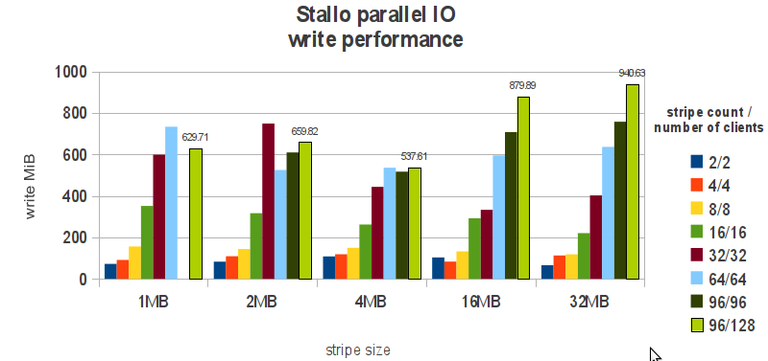 Stallo parallel IO
write performance
1000
800
600
400
200
0
write MiB
629.71
659.82
537.61
879.89
940.63
1MB
2MB
4MB
16MB
32MB
stripe size
stripe count /
number of clients
2/2
4/4
8/8
16/16
32/32
64/64
96/96
96/128